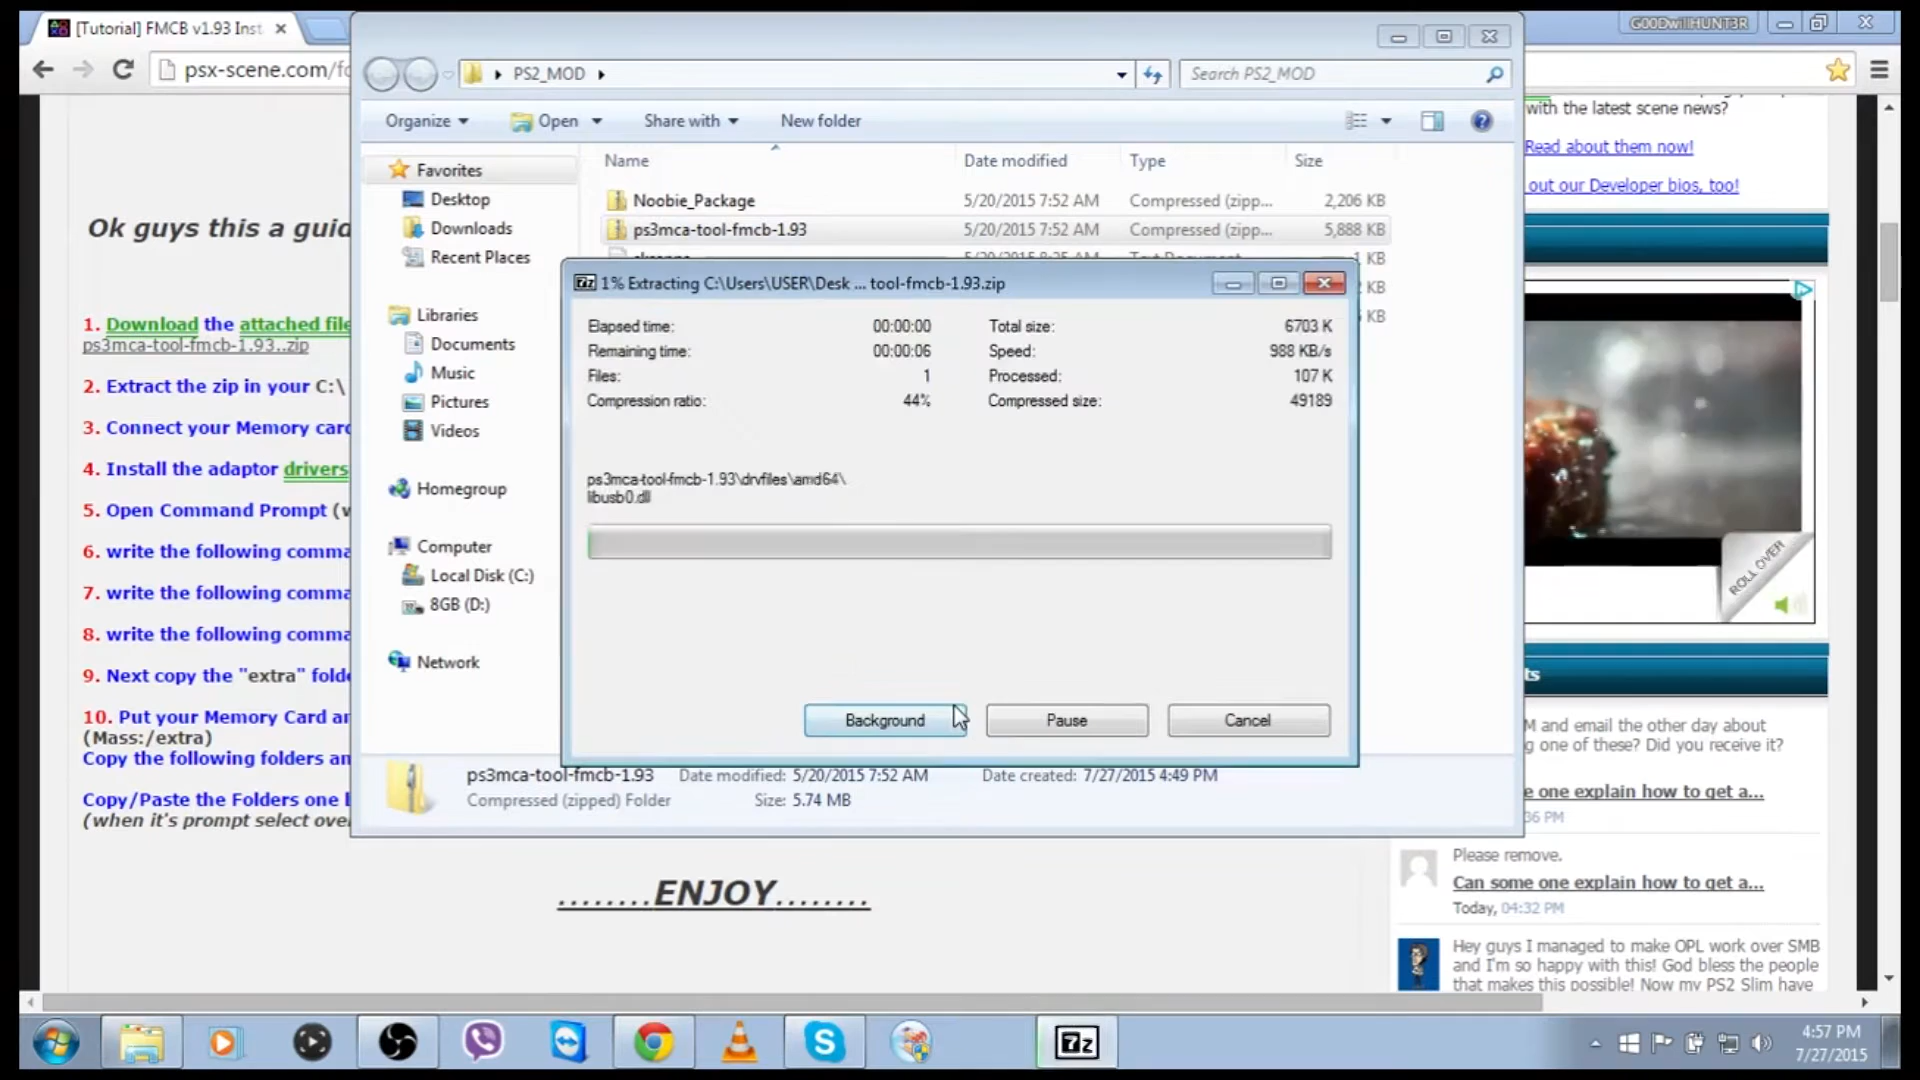 [Tutorial] FMCB v1.93 Inst
G00DwillHUNT3R
psx-scene.com/fo
PS2_MOD
Search PS2_MOD
Organize
Open
Share with
New folder
Name
Date modified
Type
Size
Favorites
Desktop
Downloads
Recent Places
Libraries
Documents
Music
Pictures
Videos
Homegroup
Computer
Local Disk (C:)
8GB (D:)
Network
Noobie_Package 5/20/2015 7:52 AM Compressed (zipp... 2,206 KB
ps3mca-tool-fmcb-1.93 5/20/2015 7:52 AM Compressed (zipp... 5,888 KB
KB
KB
KB
1% Extracting C:\Users\USER\Desk ... tool-fmcb-1.93.zip
Elapsed time: 00:00:00 Total size: 6703 K
Remaining time: 00:00:06 Speed: 988 KB/s
Files: 1 Processed: 107 K
Compression ratio: 44% Compressed size: 49189
ps3mca-tool-fmcb-1.93\drvfiles\amd64\
libusb0.dll
Background
Pause
Cancel
ps3mca-tool-fmcb-1.93 Date modified: 5/20/2015 7:52 AM Date created: 7/27/2015 4:49 PM
Compressed (zipped) Folder Size: 5.74 MB
Ok guys this a guid
1. Download the attached file
ps3mca-tool-fmcb-1.93..zip
2. Extract the zip in your C:\
3. Connect your Memory card
4. Install the adaptor drivers
5. Open Command Prompt (w
6. write the following comma
7. write the following comma
8. write the following comma
9. Next copy the "extra" folde
10. Put your Memory Card an
(Mass:/extra)
Copy the following folders an
Copy/Paste the Folders one b
(when it's prompt select ove
........ENJOY........
with the latest scene news?
Read about them now!
out our Developer bios, too!
ROLL OVER
ts
M and email the other day about
g one of these? Did you receive it?
e one explain how to get a...
36 PM
Please remove.
Can some one explain how to get a...
Today, 04:32 PM
Hey guys I managed to make OPL work over SMB
and I'm so happy with this! God bless the people
that makes this possible! Now my PS2 Slim have
7z
4:57 PM
7/27/2015